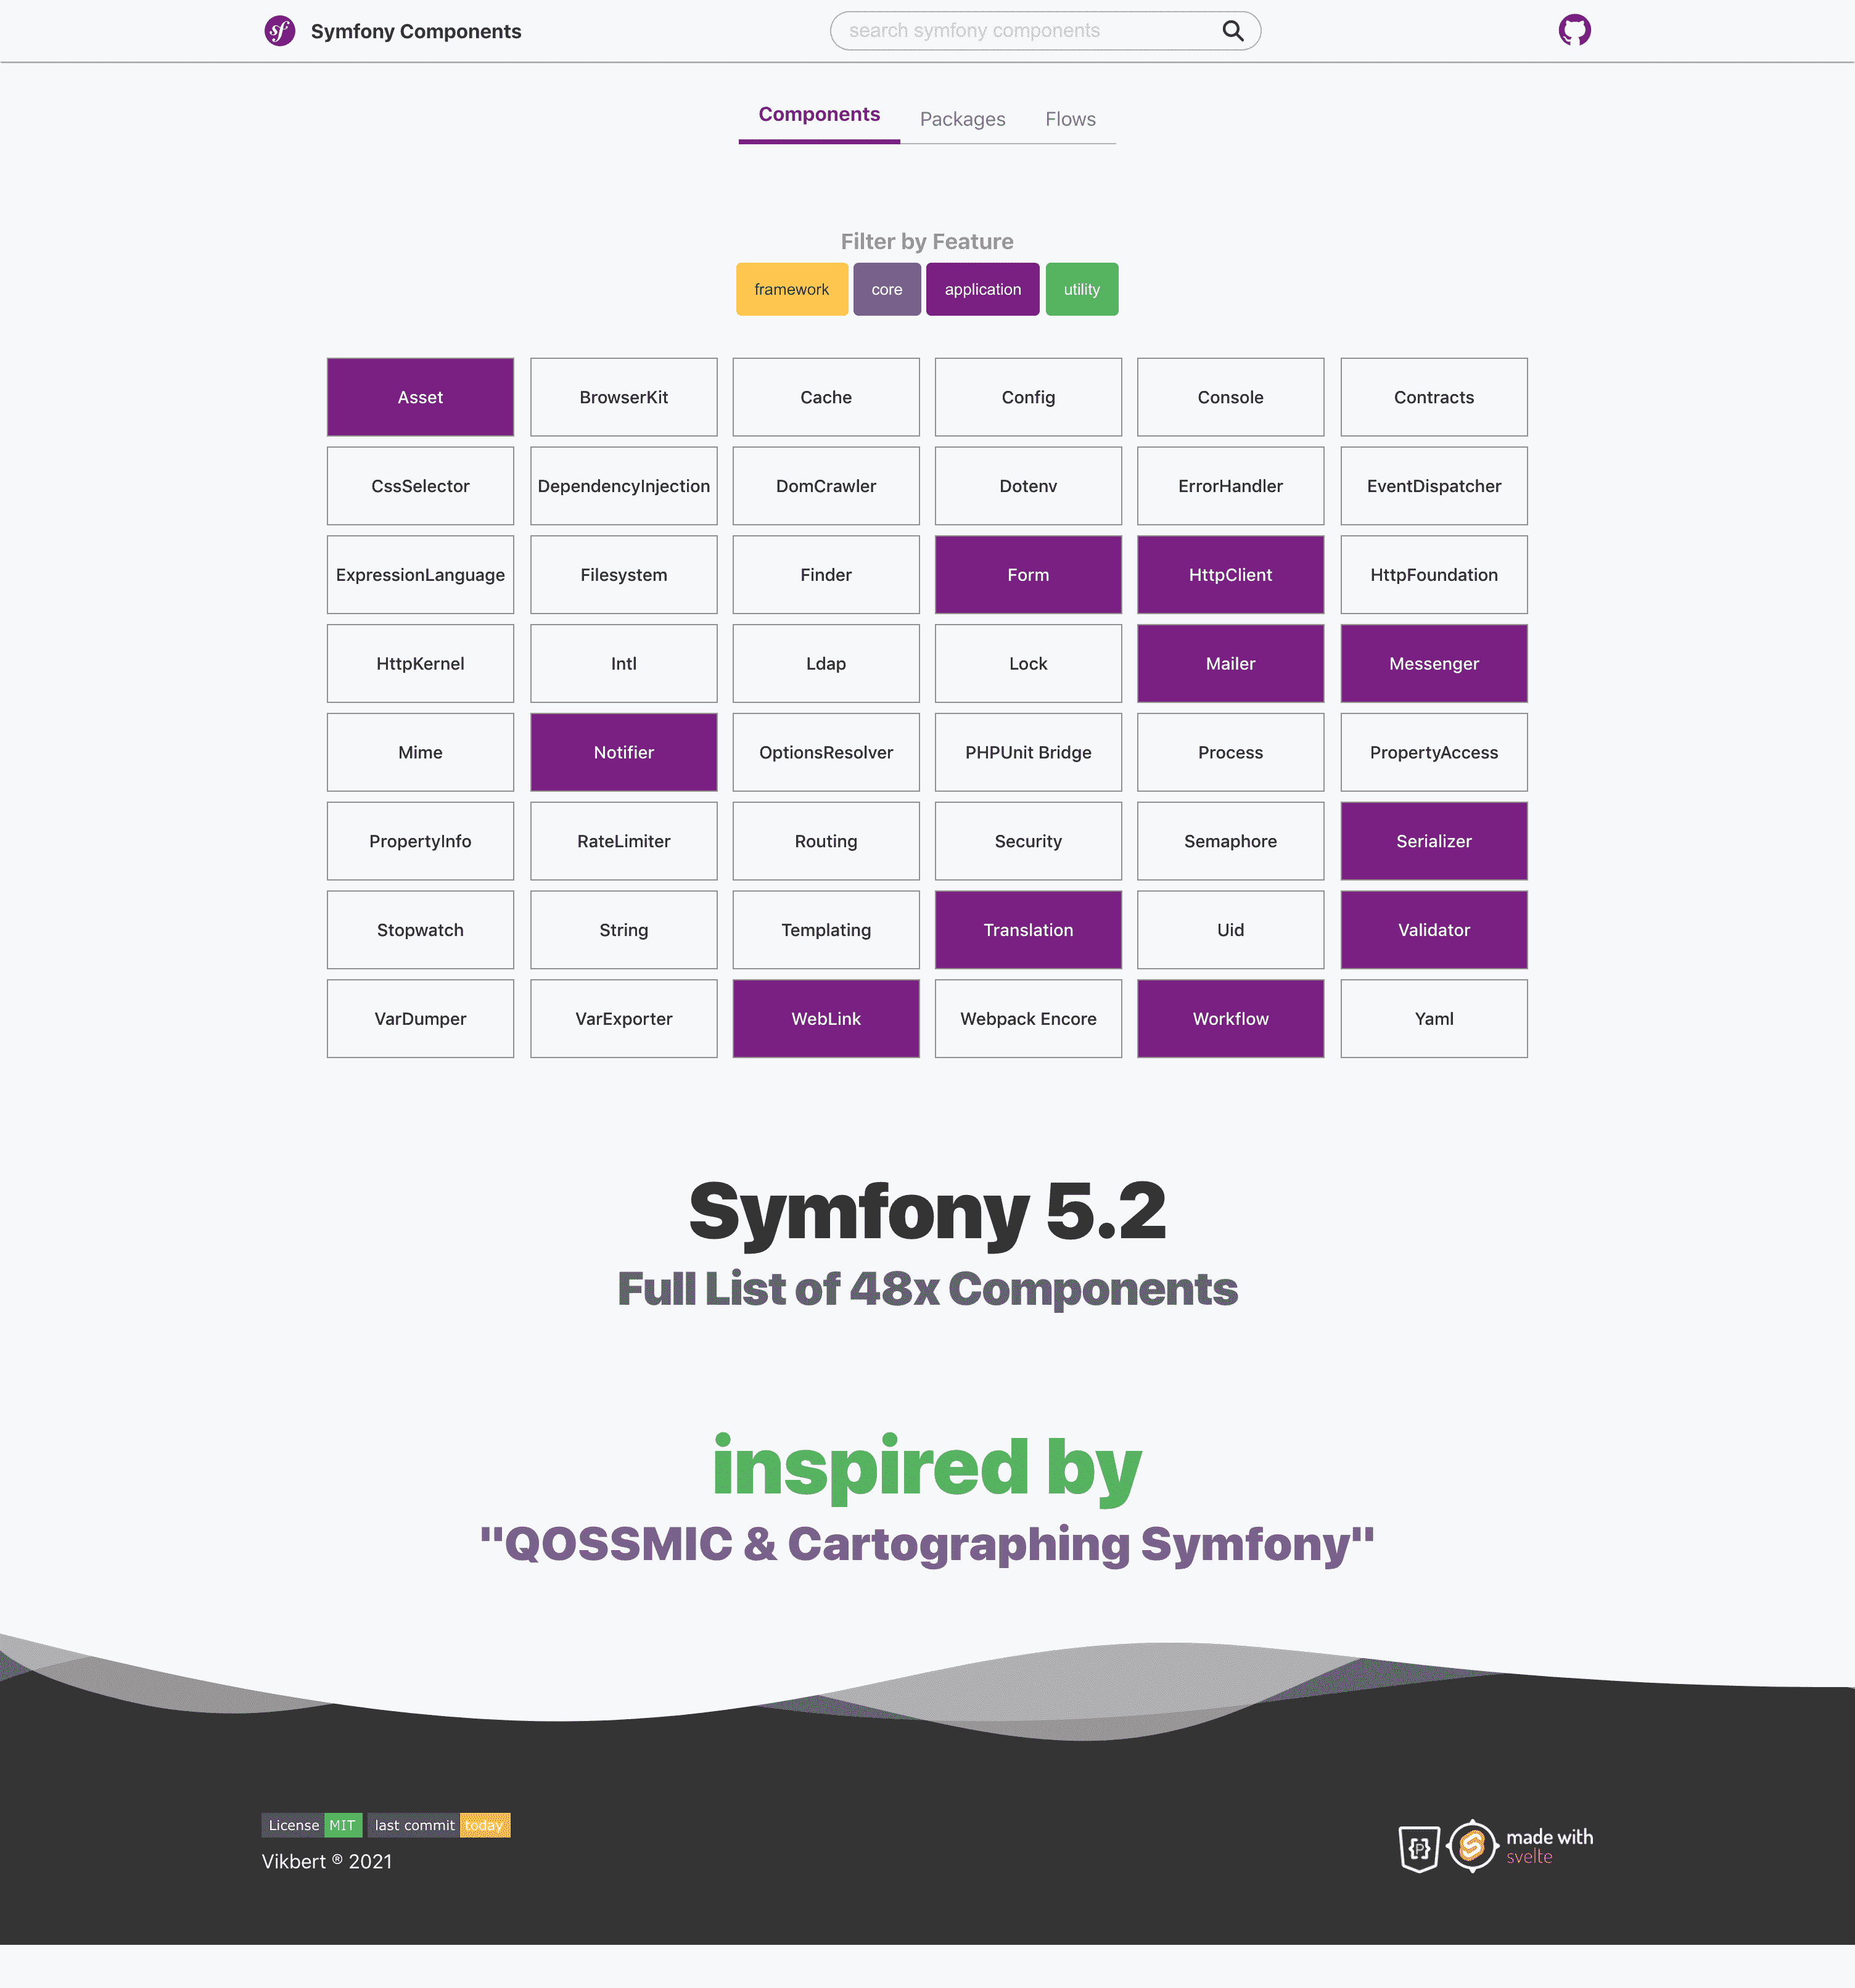 sf Symfony Components search symfony components
Components Packages Flows
Filter by Feature
framework core application utility
Asset BrowserKit Cache Config Console Contracts
CssSelector DependencyInjection DomCrawler Dotenv ErrorHandler EventDispatcher
ExpressionLanguage Filesystem Finder Form HttpClient HttpFoundation
HttpKernel Intl Ldap Lock Mailer Messenger
Mime Notifier OptionsResolver PHPUnit Bridge Process PropertyAccess
PropertyInfo RateLimiter Routing Security Semaphore Serializer
Stopwatch String Templating Translation Uid Validator
VarDumper VarExporter WebLink Webpack Encore Workflow Yaml
Symfony 5.2
Full List of 48x Components
inspired by
"QOSSMIC & Cartographing Symfony"
License MIT last commit today
Vikbert ® 2021
{P} S made with
svelte